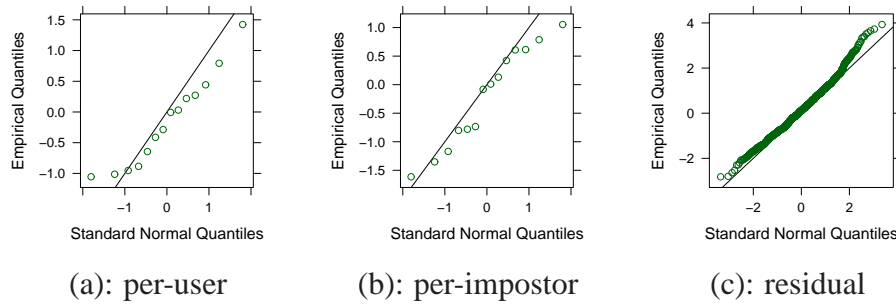 1.5
1.0
0.5
0.0
−0.5
−1.0
Empirical Quantiles
−1 0 1
Standard Normal Quantiles
(a): per-user
1.0
0.5
0.0
−0.5
−1.0
−1.5
Empirical Quantiles
−1 0 1
Standard Normal Quantiles
(b): per-impostor
4
2
0
−2
Empirical Quantiles
−2 0 2
Standard Normal Quantiles
(c): residual